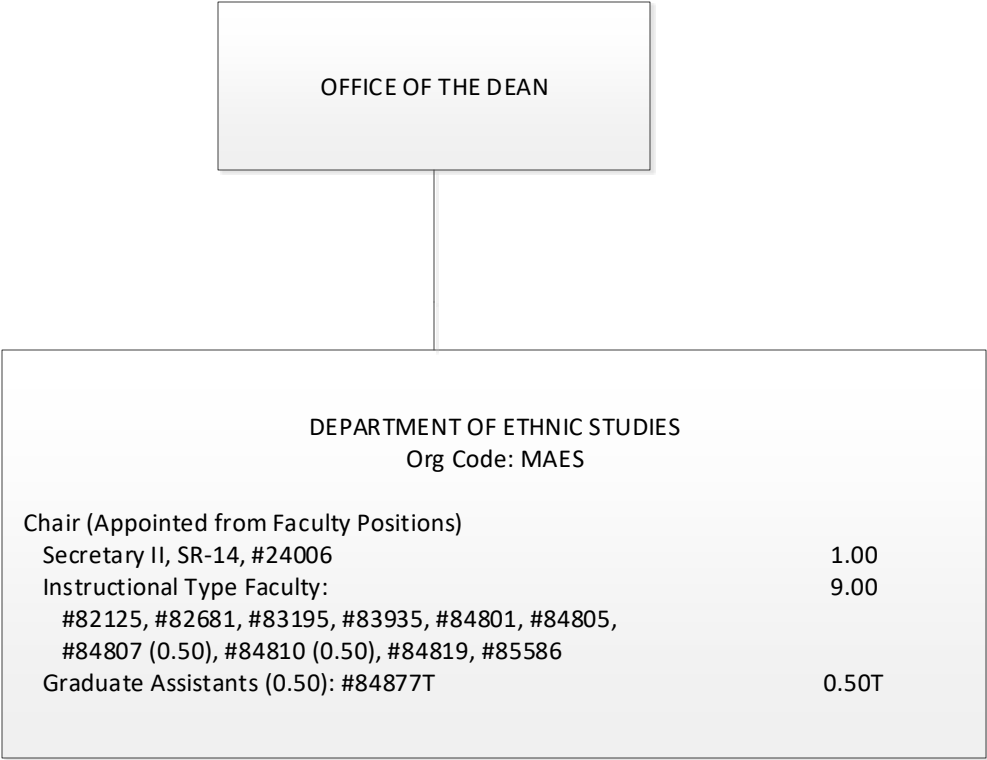 OFFICE OF THE DEAN
DEPARTMENT OF ETHNIC STUDIES
Org Code: MAES
Chair (Appointed from Faculty Positions)
Secretary II, SR-14, #24006 1.00
Instructional Type Faculty: 9.00
#82125, #82681, #83195, #83935, #84801, #84805,
#84807 (0.50), #84810 (0.50), #84819, #85586
Graduate Assistants (0.50): #84877T 0.50T